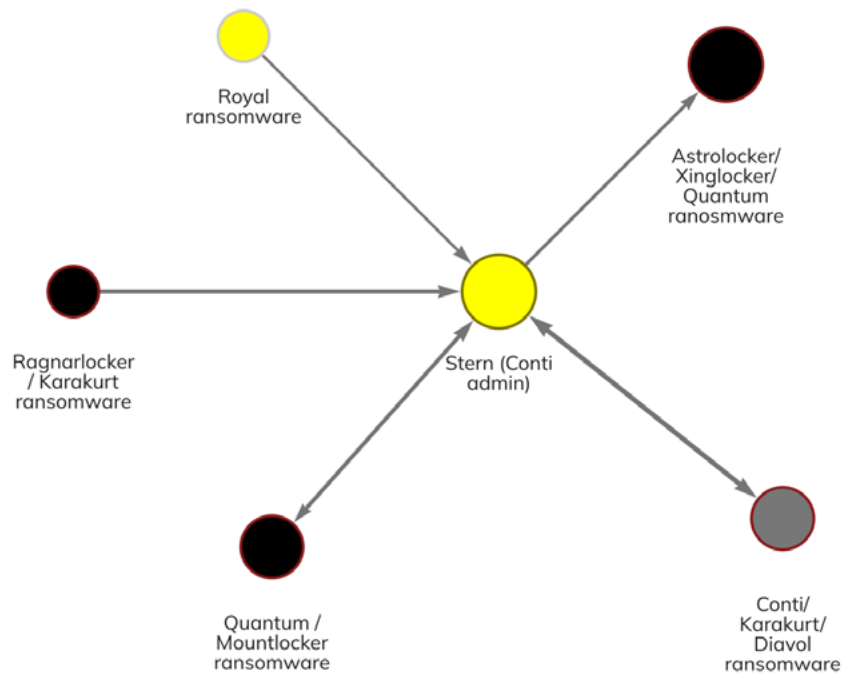 Royal
ransomware
Astrolocker/
Xinglocker/
Quantum
ranosmware
Stern (Conti
admin)
Ragnarlocker
/ Karakurt
ransomware
Quantum /
Mountlocker
ransomware
Conti/
Karakurt/
Diavol
ransomware